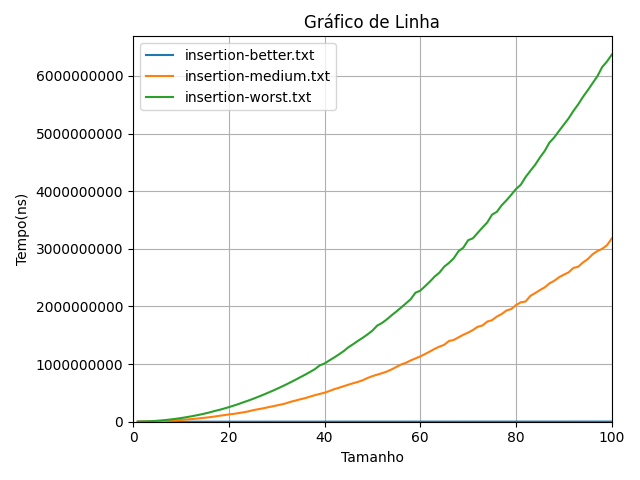 Gráfico de Linha
insertion-better.txt
insertion-medium.txt
insertion-worst.txt
6000000000
5000000000
4000000000
3000000000
2000000000
1000000000
0
Tempo(ns)
0 20 40 60 80 100
Tamanho